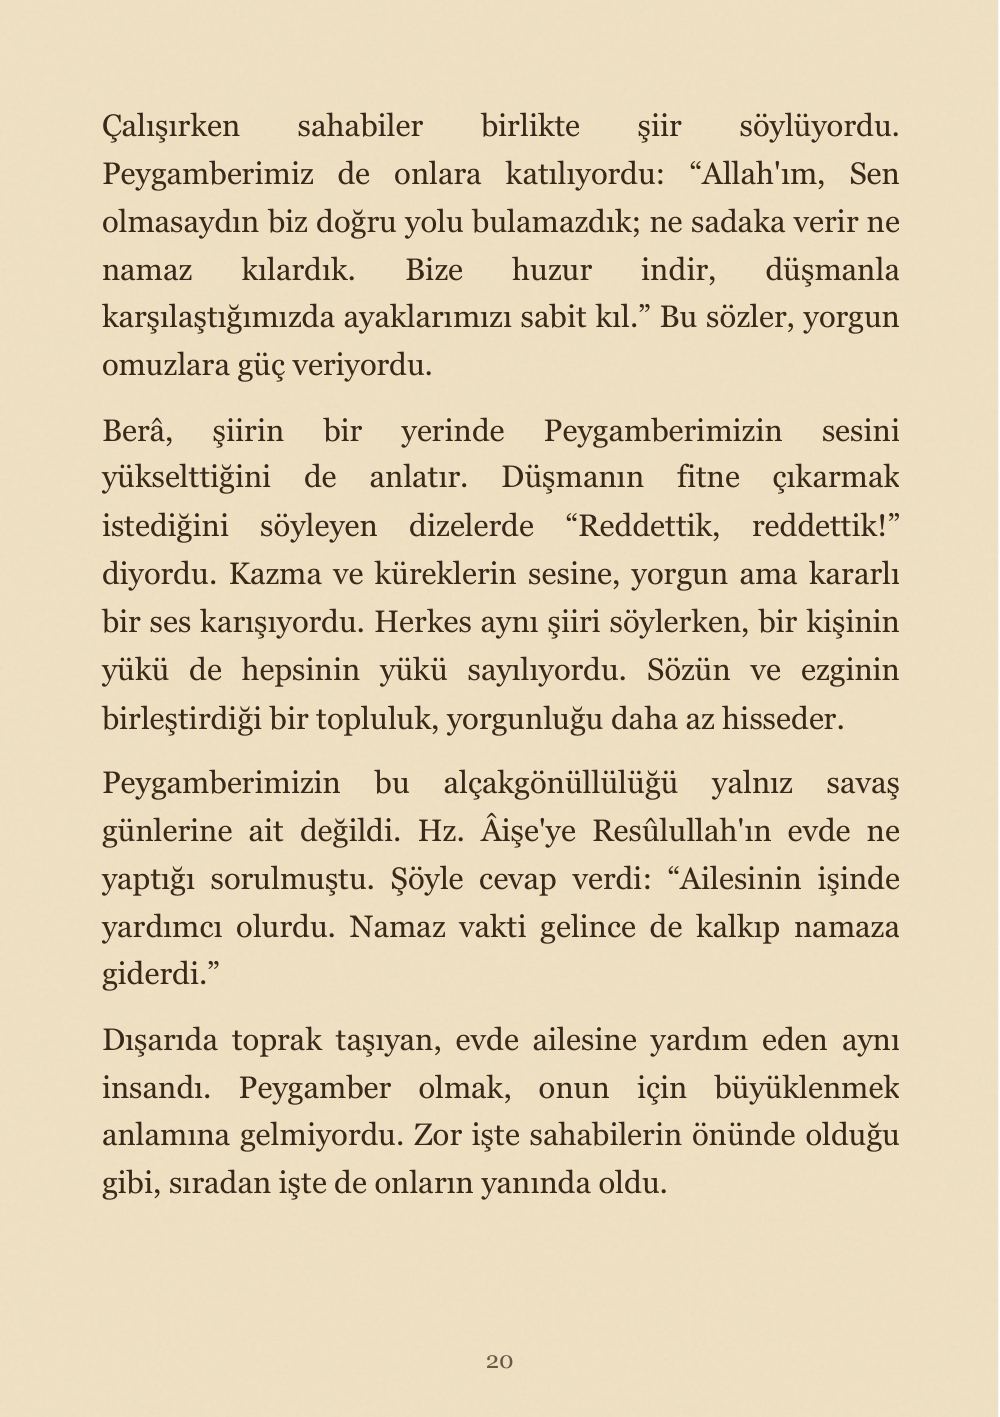 Çalışırken sahabiler birlikte şiir söylüyordu.
Peygamberimiz de onlara katılıyordu: “Allah'ım, Sen
olmasaydın biz doğru yolu bulamazdık; ne sadaka verir ne
namaz kılardık. Bize huzur indir, düşmanla
karşılaştığımızda ayaklarımızı sabit kıl.” Bu sözler, yorgun
omuzlara güç veriyordu.
Berâ, şiirin bir yerinde Peygamberimizin sesini
yükselttiğini de anlatır. Düşmanın fitne çıkarmak
istediğini söyleyen dizelerde “Reddettik, reddettik!”
diyordu. Kazma ve küreklerin sesine, yorgun ama kararlı
bir ses karışıyordu. Herkes aynı şiiri söylerken, bir kişinin
yükü de hepsinin yükü sayılıyordu. Sözün ve ezginin
birleştirdiği bir topluluk, yorgunluğu daha az hisseder.
Peygamberimizin bu alçakgönüllülüğü yalnız savaş
günlerine ait değildi. Hz. Âişe'ye Resûlullah'ın evde ne
yaptığı sorulmuştu. Şöyle cevap verdi: “Ailesinin işinde
yardımcı olurdu. Namaz vakti gelince de kalkıp namaza
giderdi.”
Dışarıda toprak taşıyan, evde ailesine yardım eden aynı
insandı. Peygamber olmak, onun için büyüklenmek
anlamına gelmiyordu. Zor işte sahabilerin önünde olduğu
gibi, sıradan işte de onların yanında oldu.
20